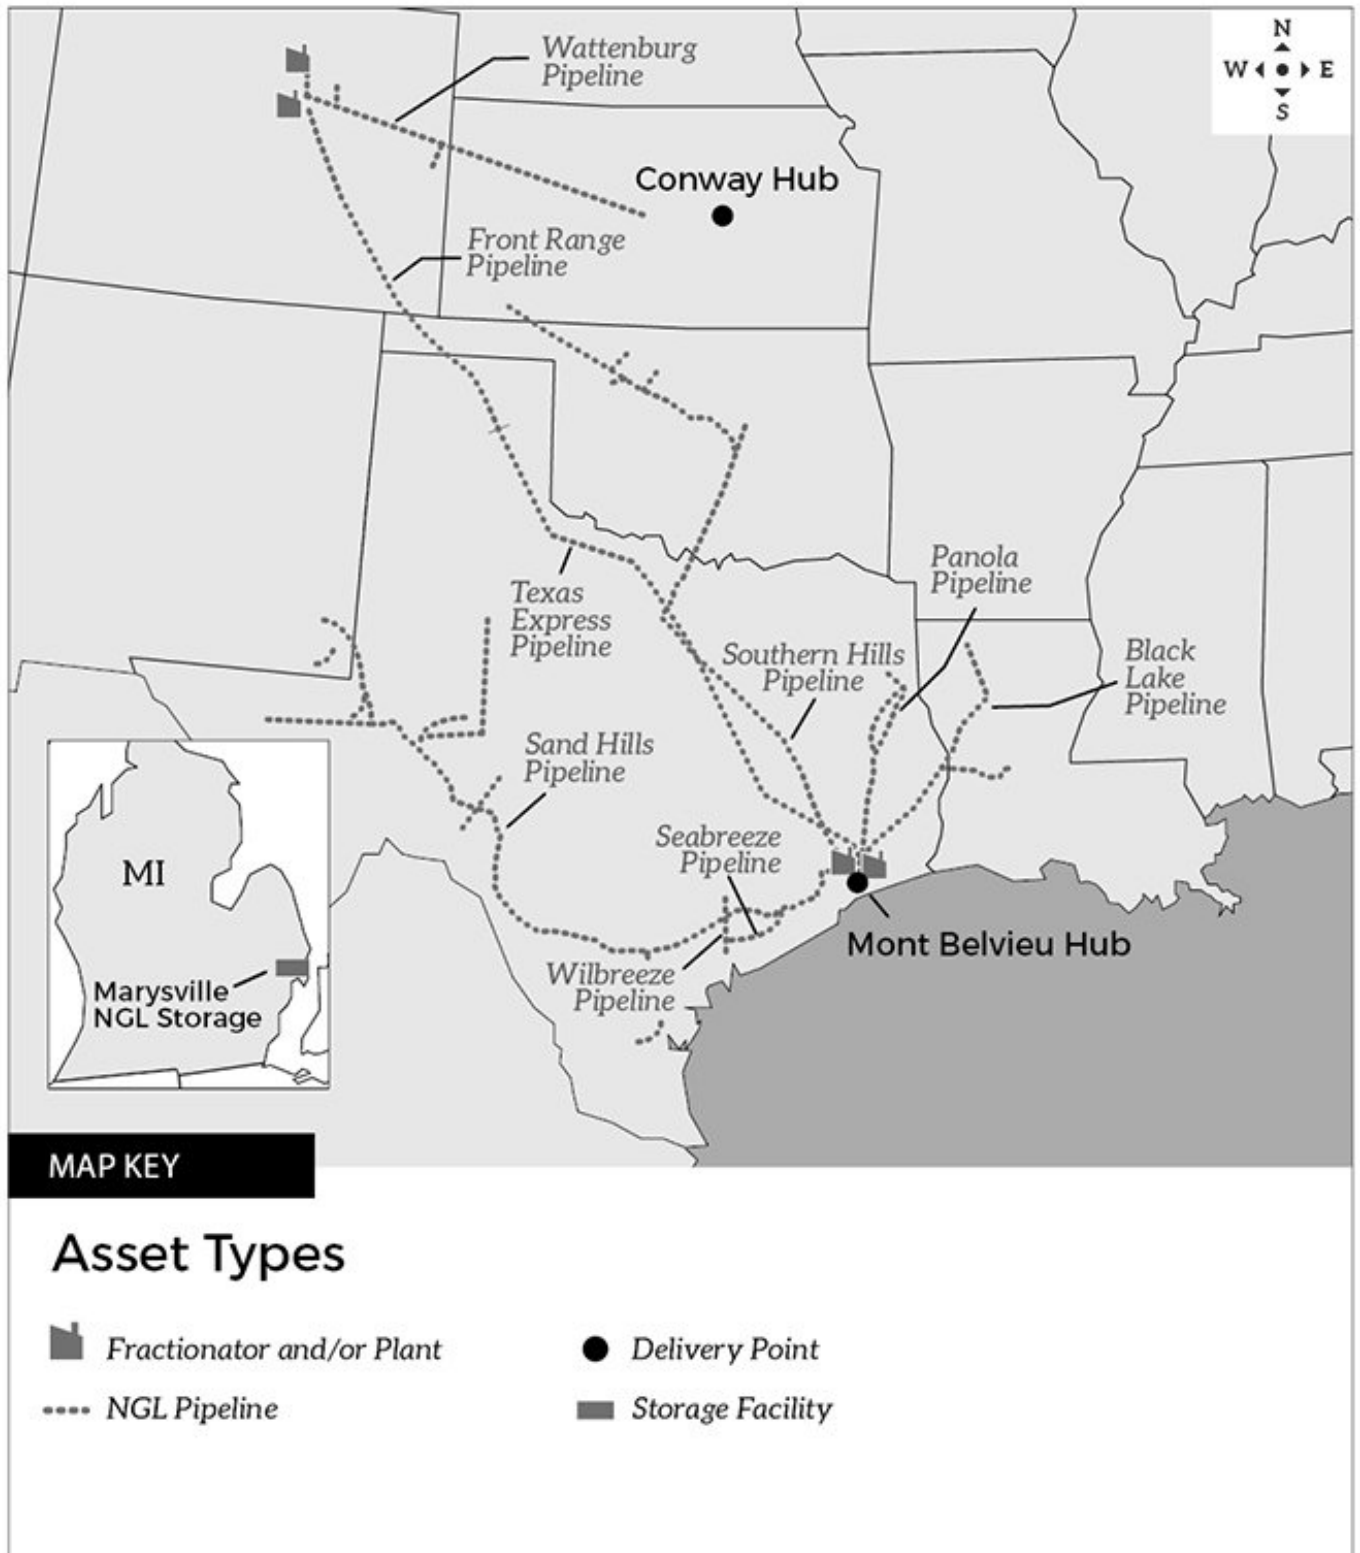 N
W E
S
Wattenburg
Pipeline
Conway Hub
Front Range
Pipeline
Panola
Pipeline
Texas
Express
Pipeline
Southern Hills
Pipeline
Black
Lake
Pipeline
Sand Hills
Pipeline
Seabreeze
Pipeline
MI
Mont Belvieu Hub
Wilbreeze
Pipeline
Marysville
NGL Storage
MAP KEY
Asset Types
Fractionator and/or Plant
Delivery Point
NGL Pipeline
Storage Facility